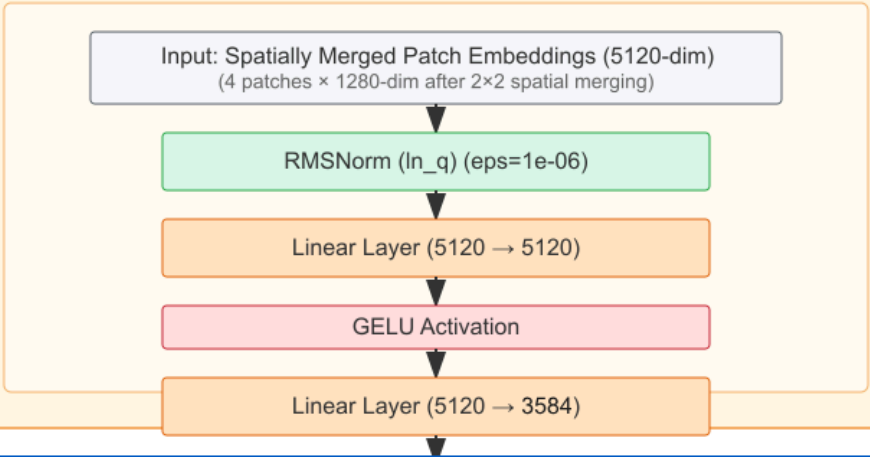 Input: Spatially Merged Patch Embeddings (5120-dim)
(4 patches × 1280-dim after 2×2 spatial merging)
RMSNorm (ln_q) (eps=1e-06)
Linear Layer (5120 → 5120)
GELU Activation
Linear Layer (5120 → 3584)